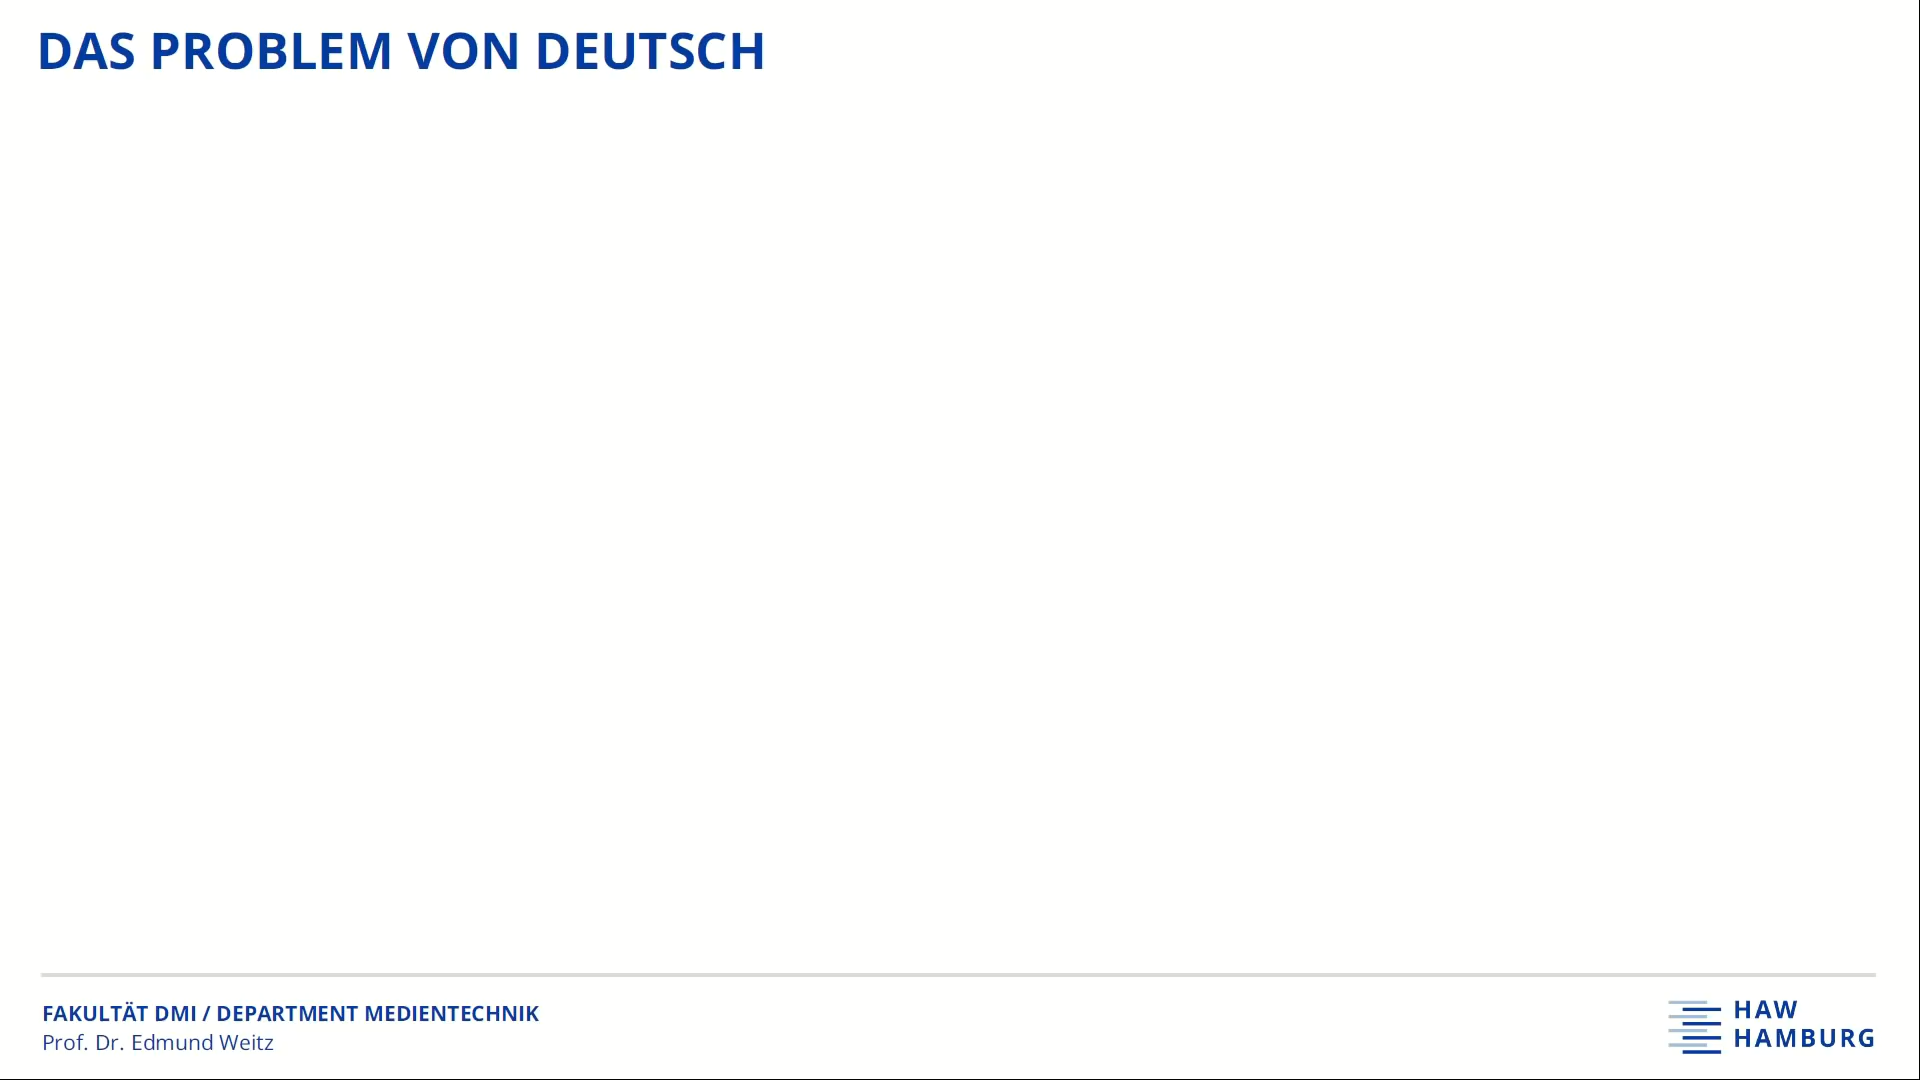 DAS PROBLEM VON DEUTSCH
FAKULTÄT DMI / DEPARTMENT MEDIENTECHNIK
Prof. Dr. Edmund Weitz
HAW
HAMBURG